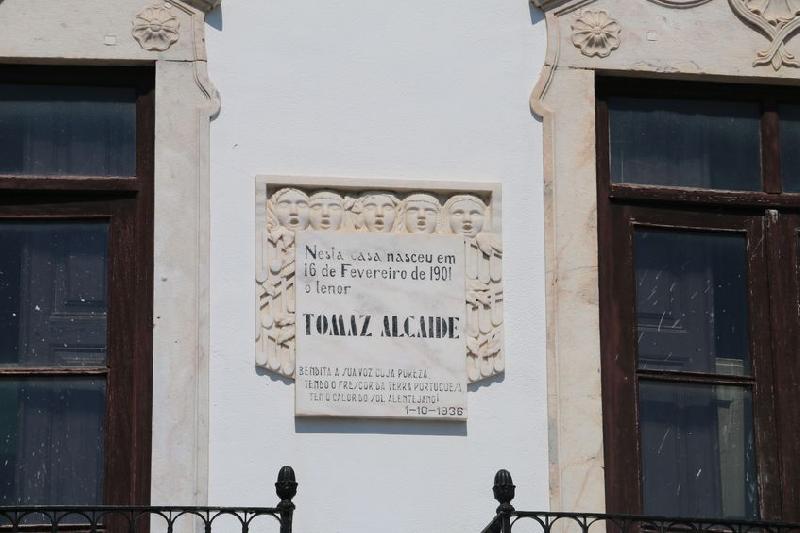 Nesta casa nasceu em
16 de Fevereiro de 1901
o tenor
TOMAZ ALCAIDE
BENDITA A SUA VOZ CUJA PUREZA
TENDO O FRESCOR DA TERRA PORTUGUESA
TEM O CALOR DO SOL ALENTEJANO!
1-10-1936